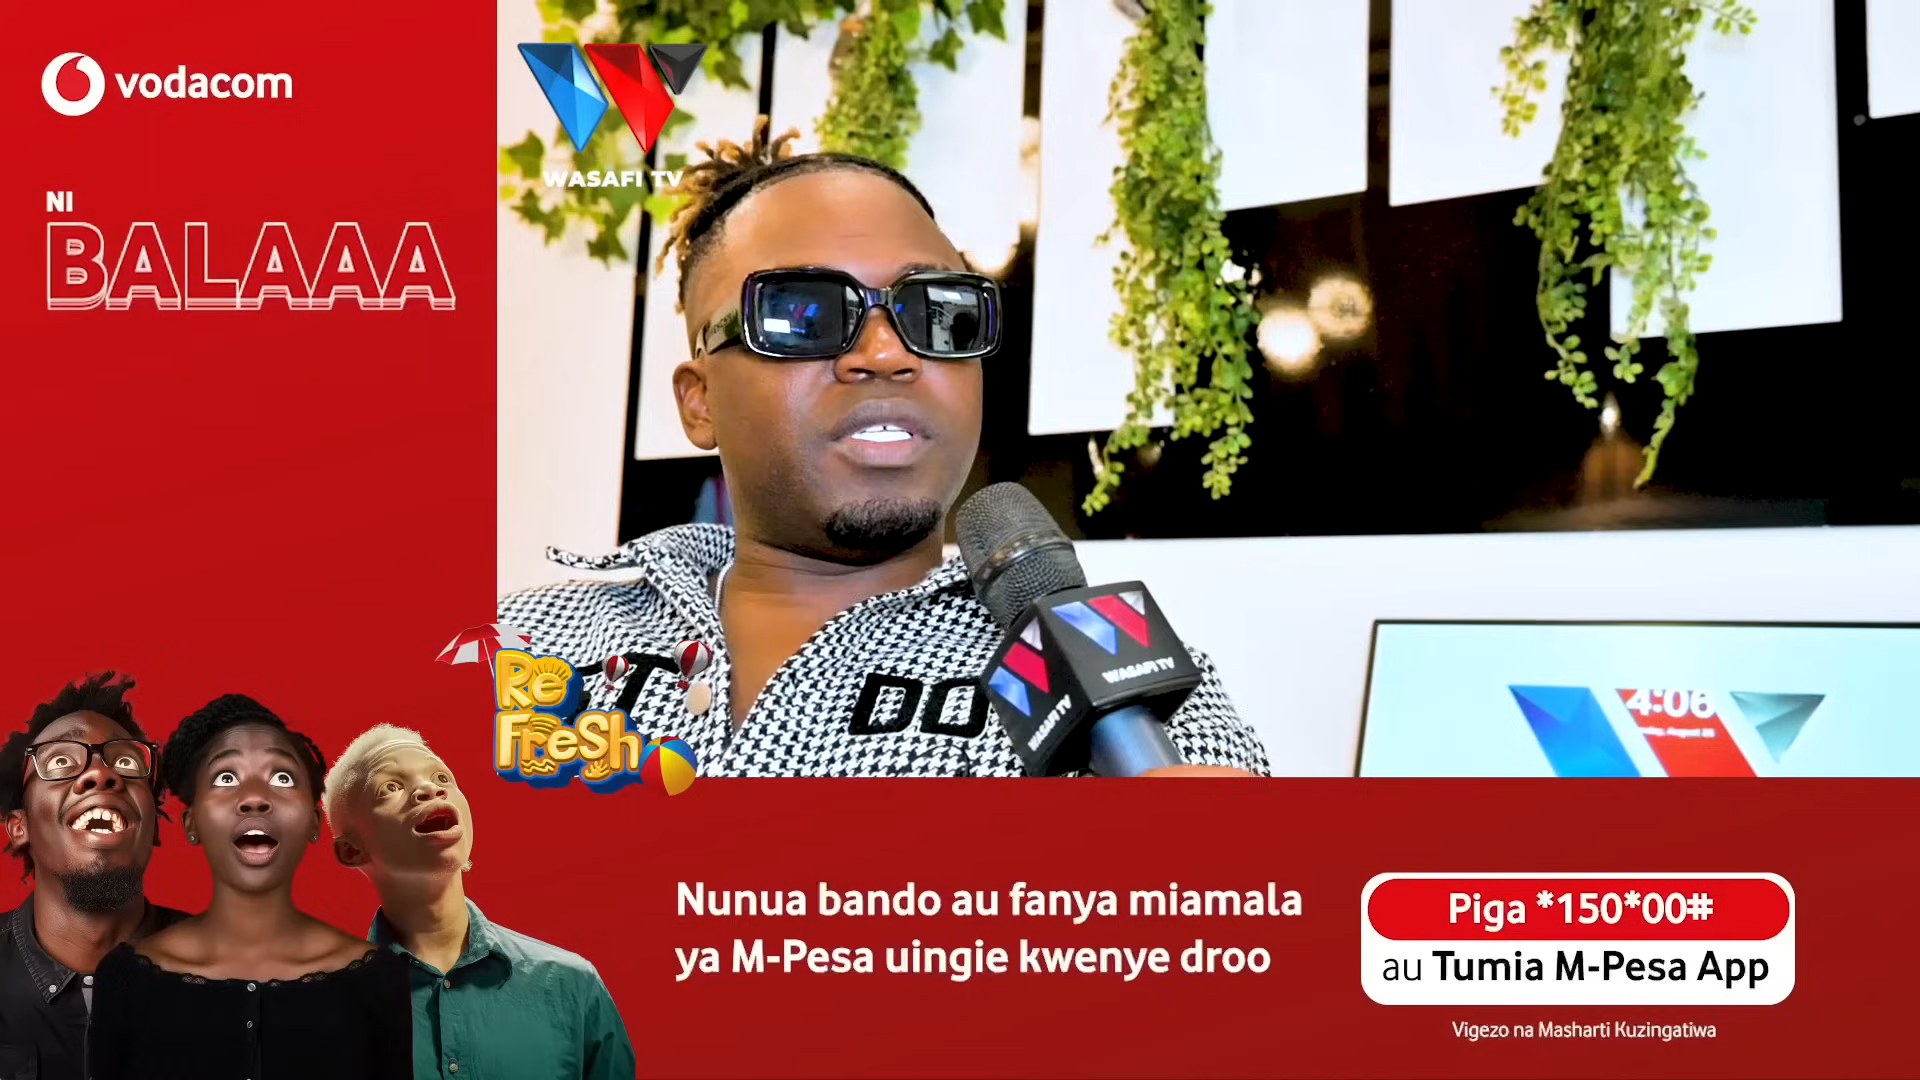 vodacom
NI
BALAAA
WASAFI TV
Re
FReSh
DO
WASAFI TV
WASAFI TV
4:06
August
Nunua bando au fanya miamala
ya M-Pesa uingie kwenye droo
Piga *150*00#
au Tumia M-Pesa App
Vigezo na Masharti Kuzingatiwa